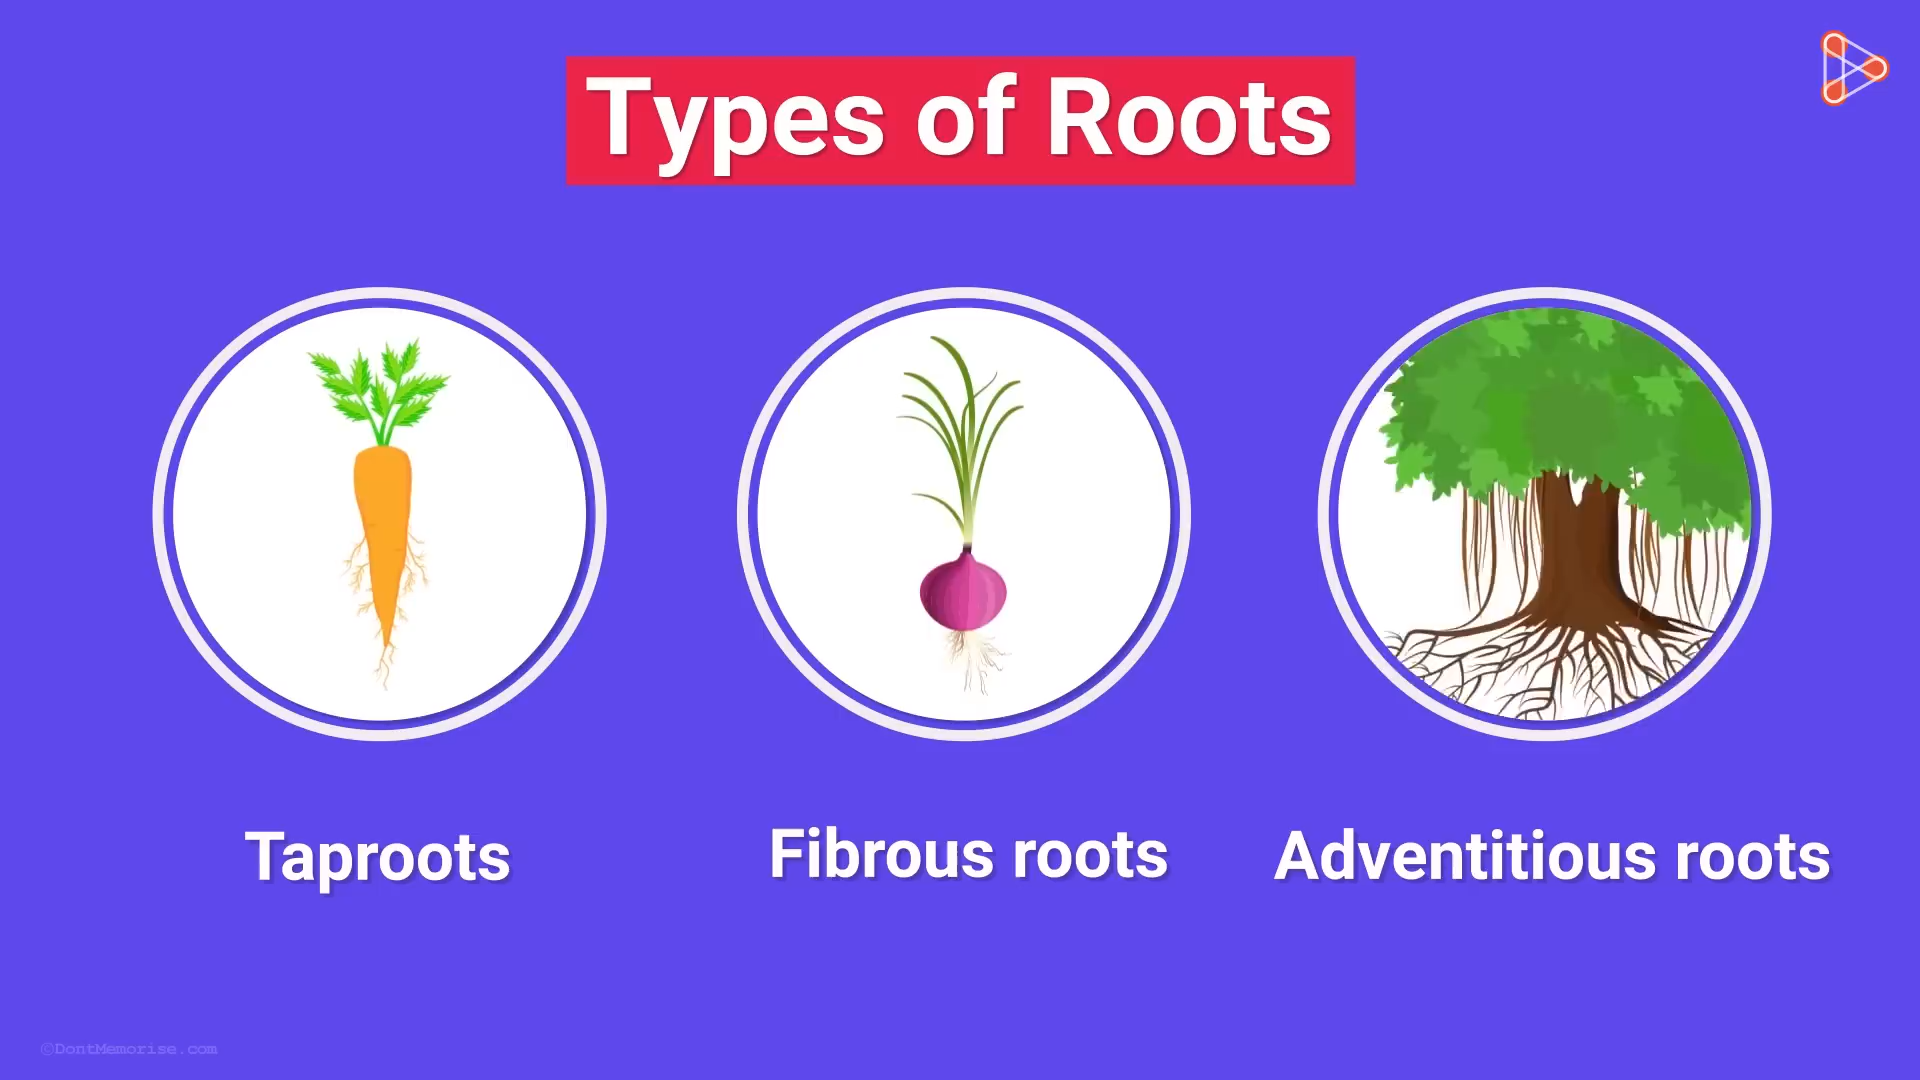 Types of Roots
Taproots
Fibrous roots
Adventitious roots
©DontMemorise.com